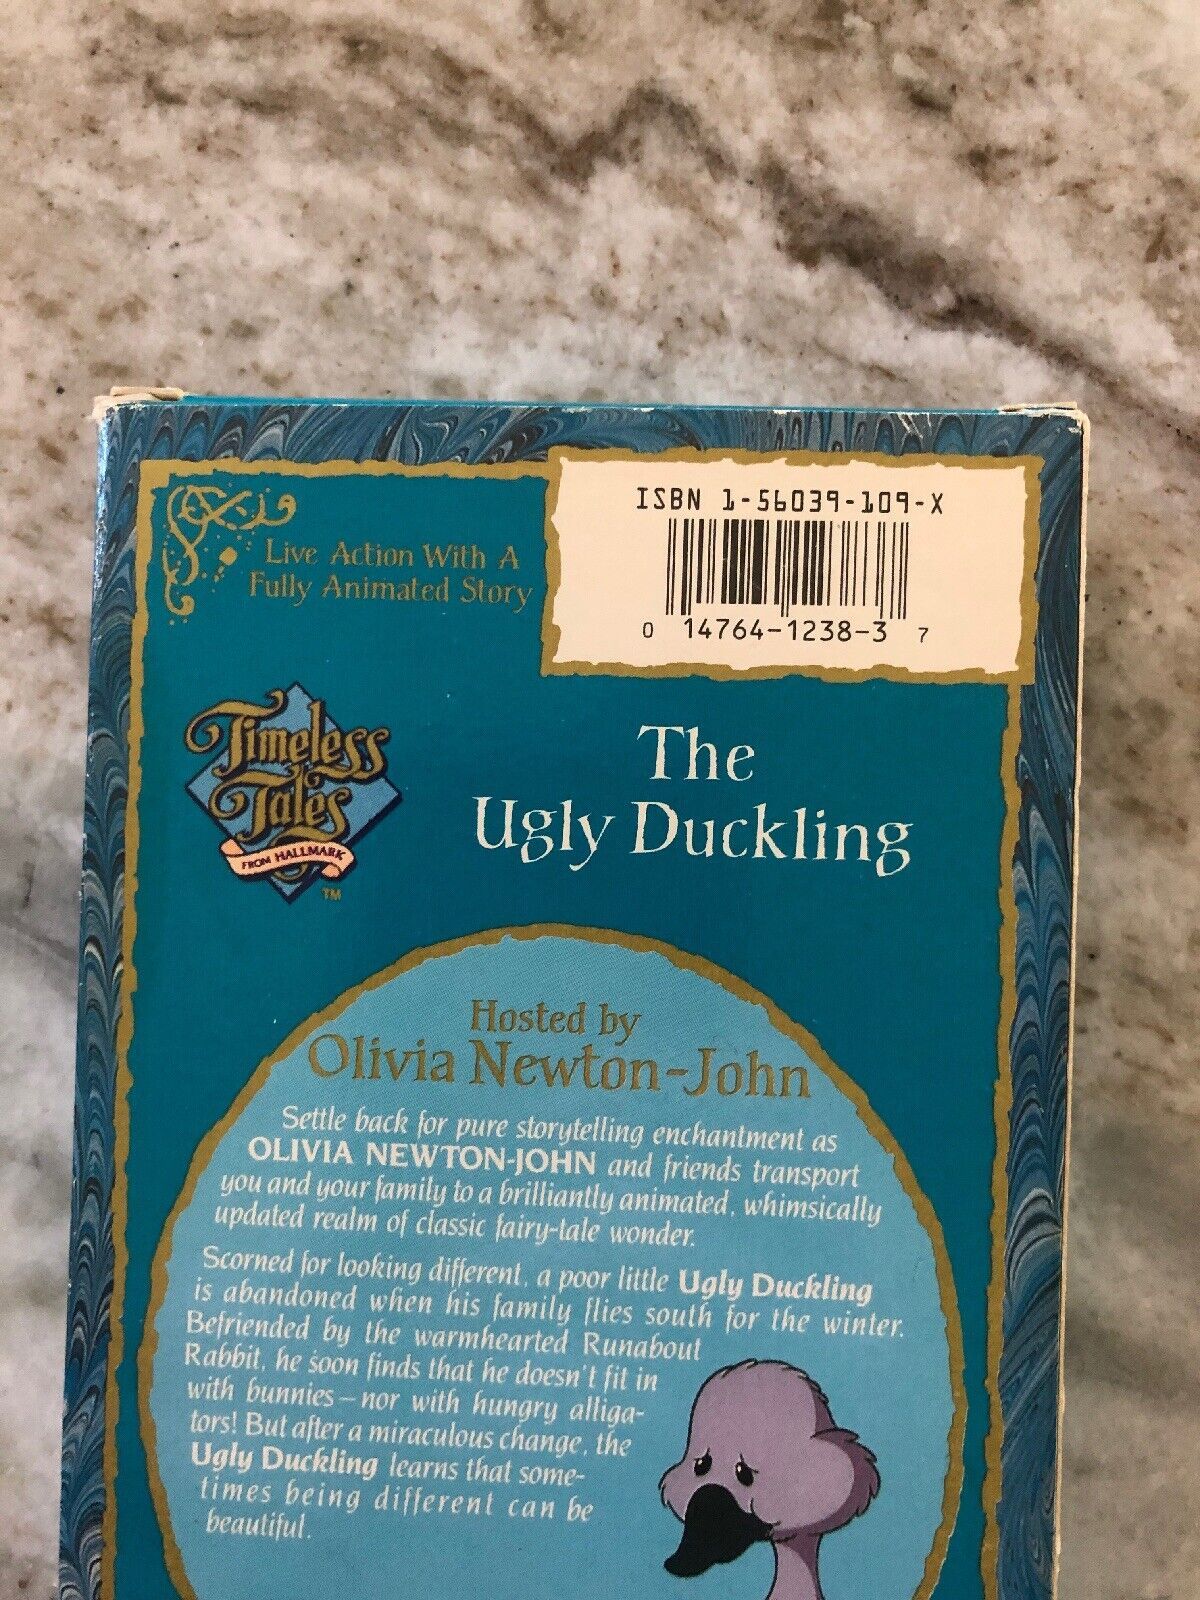 ISBN 1-56039-109-X
0 14764-1238-3 7
Live Action With A
Fully Animated Story
Timeless
Tales
FROM HALLMARK
TM
The
Ugly Duckling
Hosted by
Olivia Newton-John
Settle back for pure storytelling enchantment as
OLIVIA NEWTON-JOHN and friends transport
you and your family to a brilliantly animated, whimsically
updated realm of classic fairy-tale wonder.
Scorned for looking different, a poor little Ugly Duckling
is abandoned when his family flies south for the winter.
Befriended by the warmhearted Runabout
Rabbit, he soon finds that he doesn't fit in
with bunnies—nor with hungry alliga-
tors! But after a miraculous change, the
Ugly Duckling learns that some-
times being different can be
beautiful.